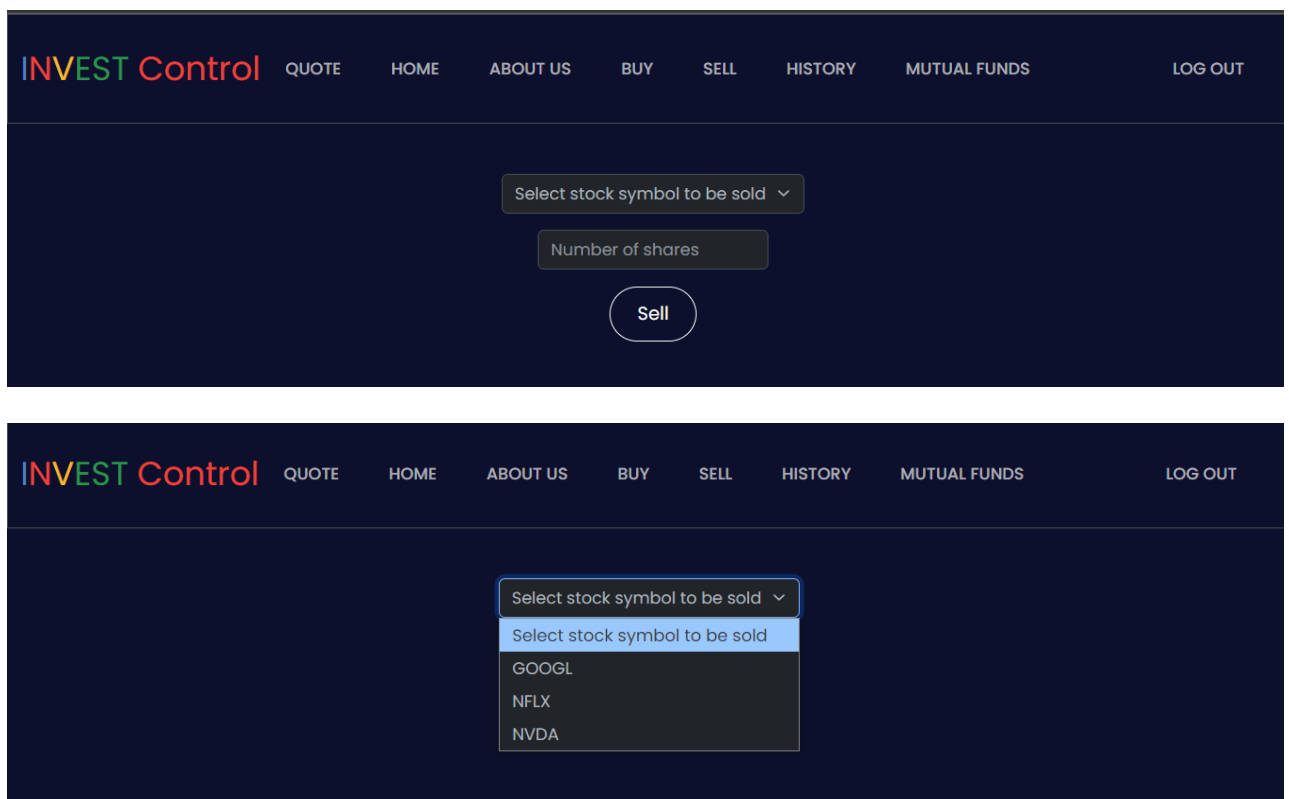 INVEST Control QUOTE HOME ABOUT US BUY SELL HISTORY MUTUAL FUNDS LOG OUT
Select stock symbol to be sold
Number of shares
Sell
INVEST Control QUOTE HOME ABOUT US BUY SELL HISTORY MUTUAL FUNDS LOG OUT
Select stock symbol to be sold
Select stock symbol to be sold
GOOGL
NFLX
NVDA